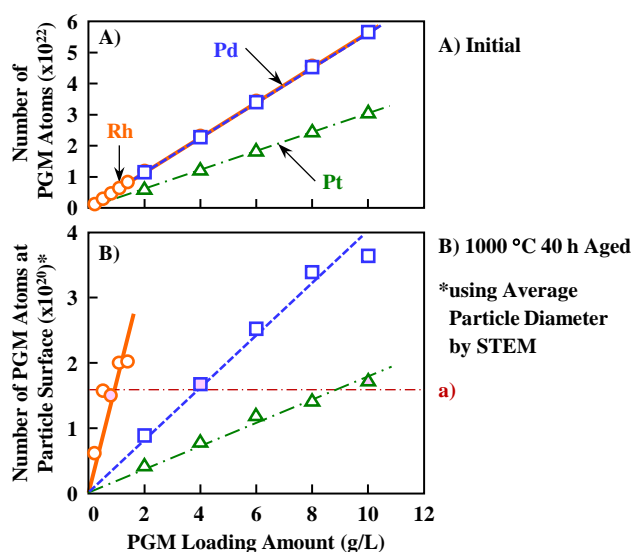 A)
Number of
PGM Atoms (x10²²)
6
5
4
3
2
1
0
Pd
Rh
Pt
A) Initial
B)
Number of PGM Atoms at
Particle Surface (x10²⁰)*
4
3
2
1
0
B) 1000 °C 40 h Aged
*using Average
Particle Diameter
by STEM
a)
0 2 4 6 8 10 12
PGM Loading Amount (g/L)